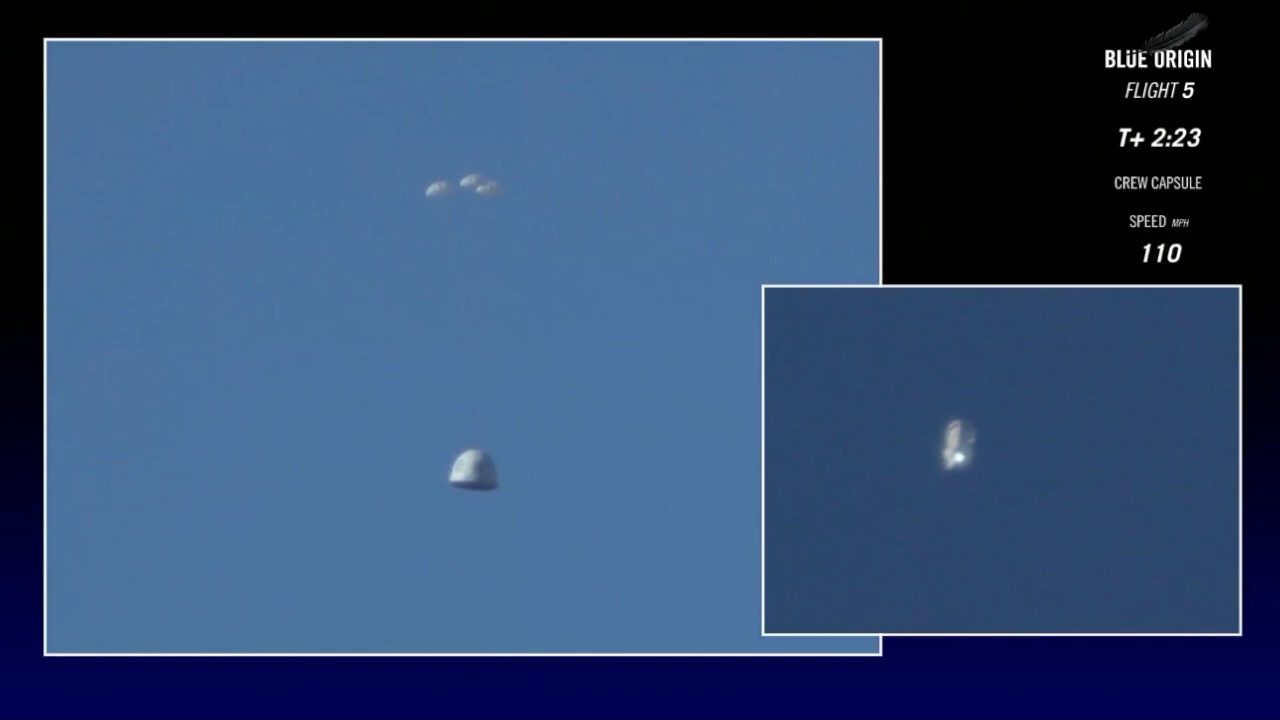 BLUE ORIGIN
FLIGHT 5
T+ 2:23
CREW CAPSULE
SPEED MPH
110